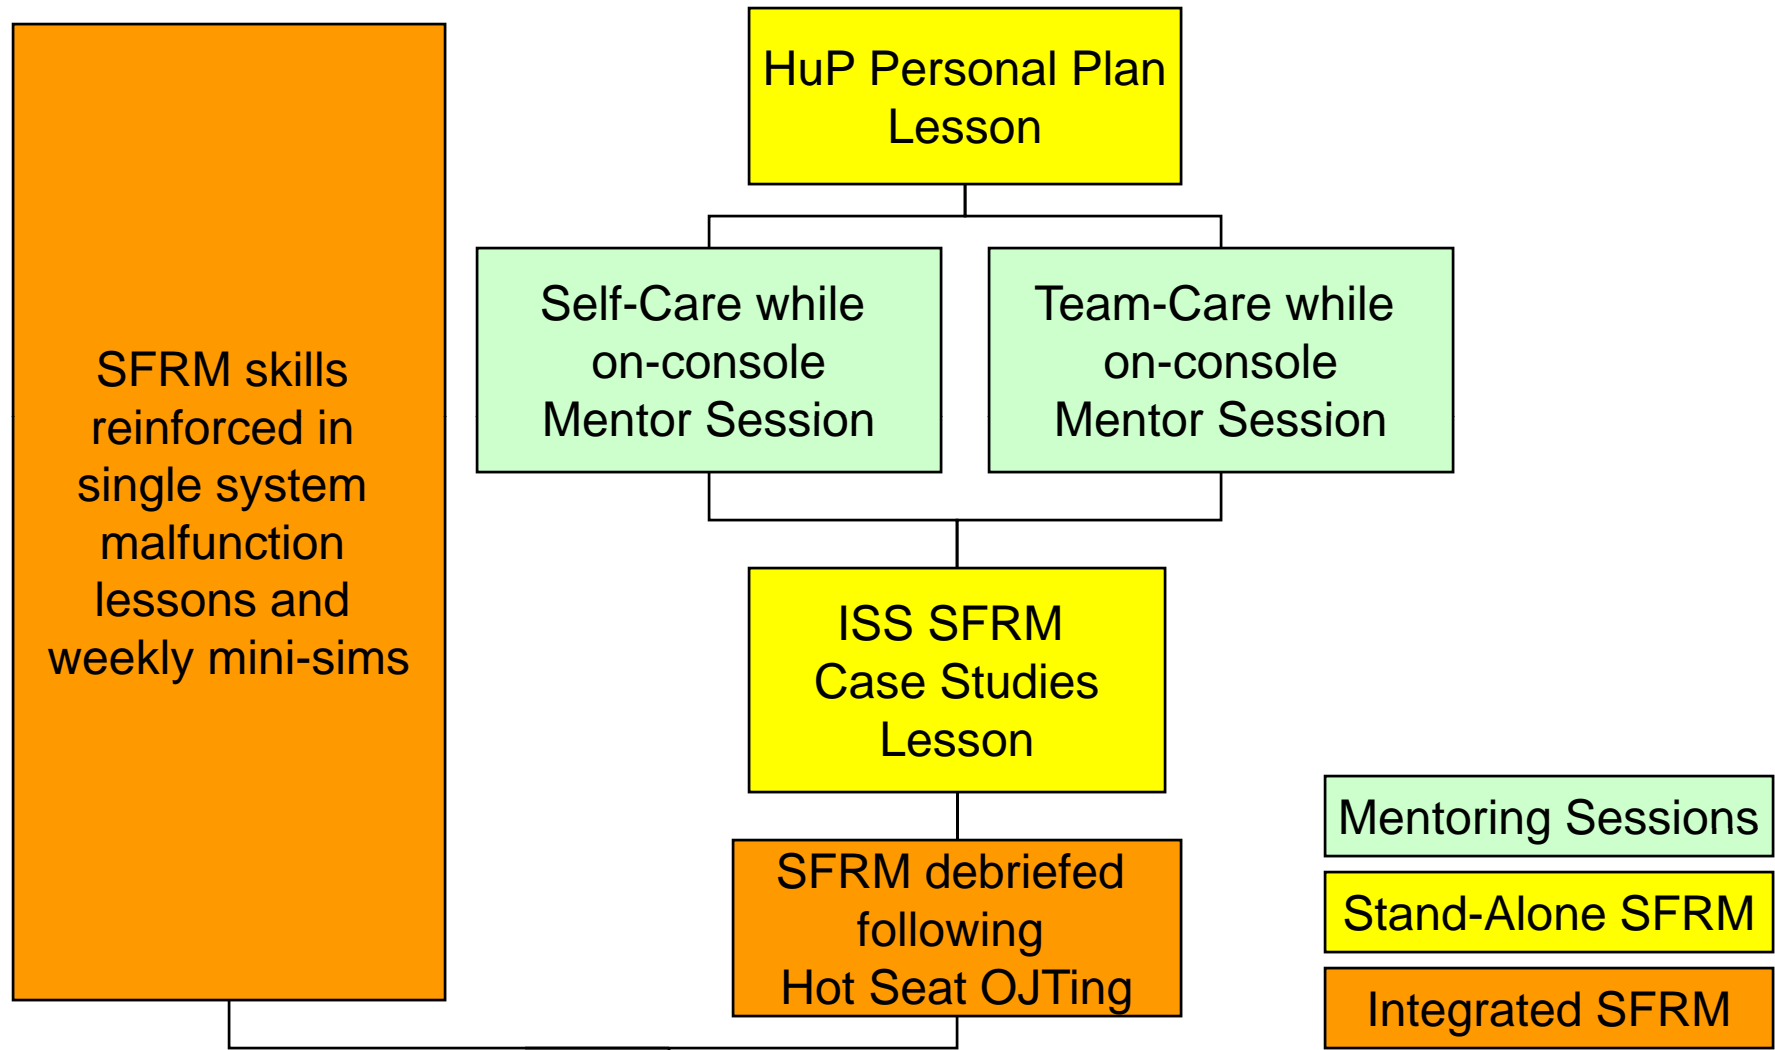 HuP Personal Plan
Lesson
SFRM skills
reinforced in
single system
malfunction
lessons and
weekly mini-sims
Self-Care while
on-console
Mentor Session
Team-Care while
on-console
Mentor Session
ISS SFRM
Case Studies
Lesson
SFRM debriefed
following
Hot Seat OJTing
Mentoring Sessions
Stand-Alone SFRM
Integrated SFRM